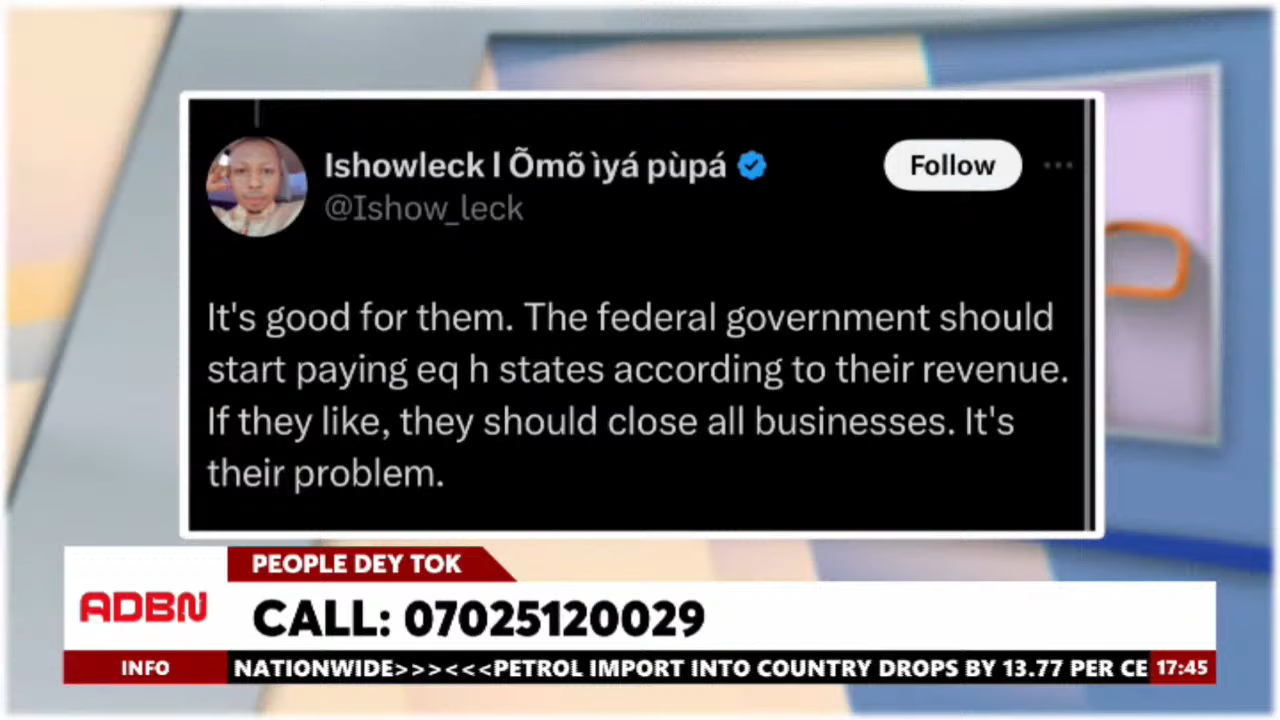 Ishowleck l Õmõ ìyá pùpá
Follow
@Ishow_leck
It's good for them. The federal government should
start paying eq h states according to their revenue.
If they like, they should close all businesses. It's
their problem.
PEOPLE DEY TOK
ADBN
CALL: 07025120029
INFO
NATIONWIDE>>><<<PETROL IMPORT INTO COUNTRY DROPS BY 13.77 PER CE
17:45